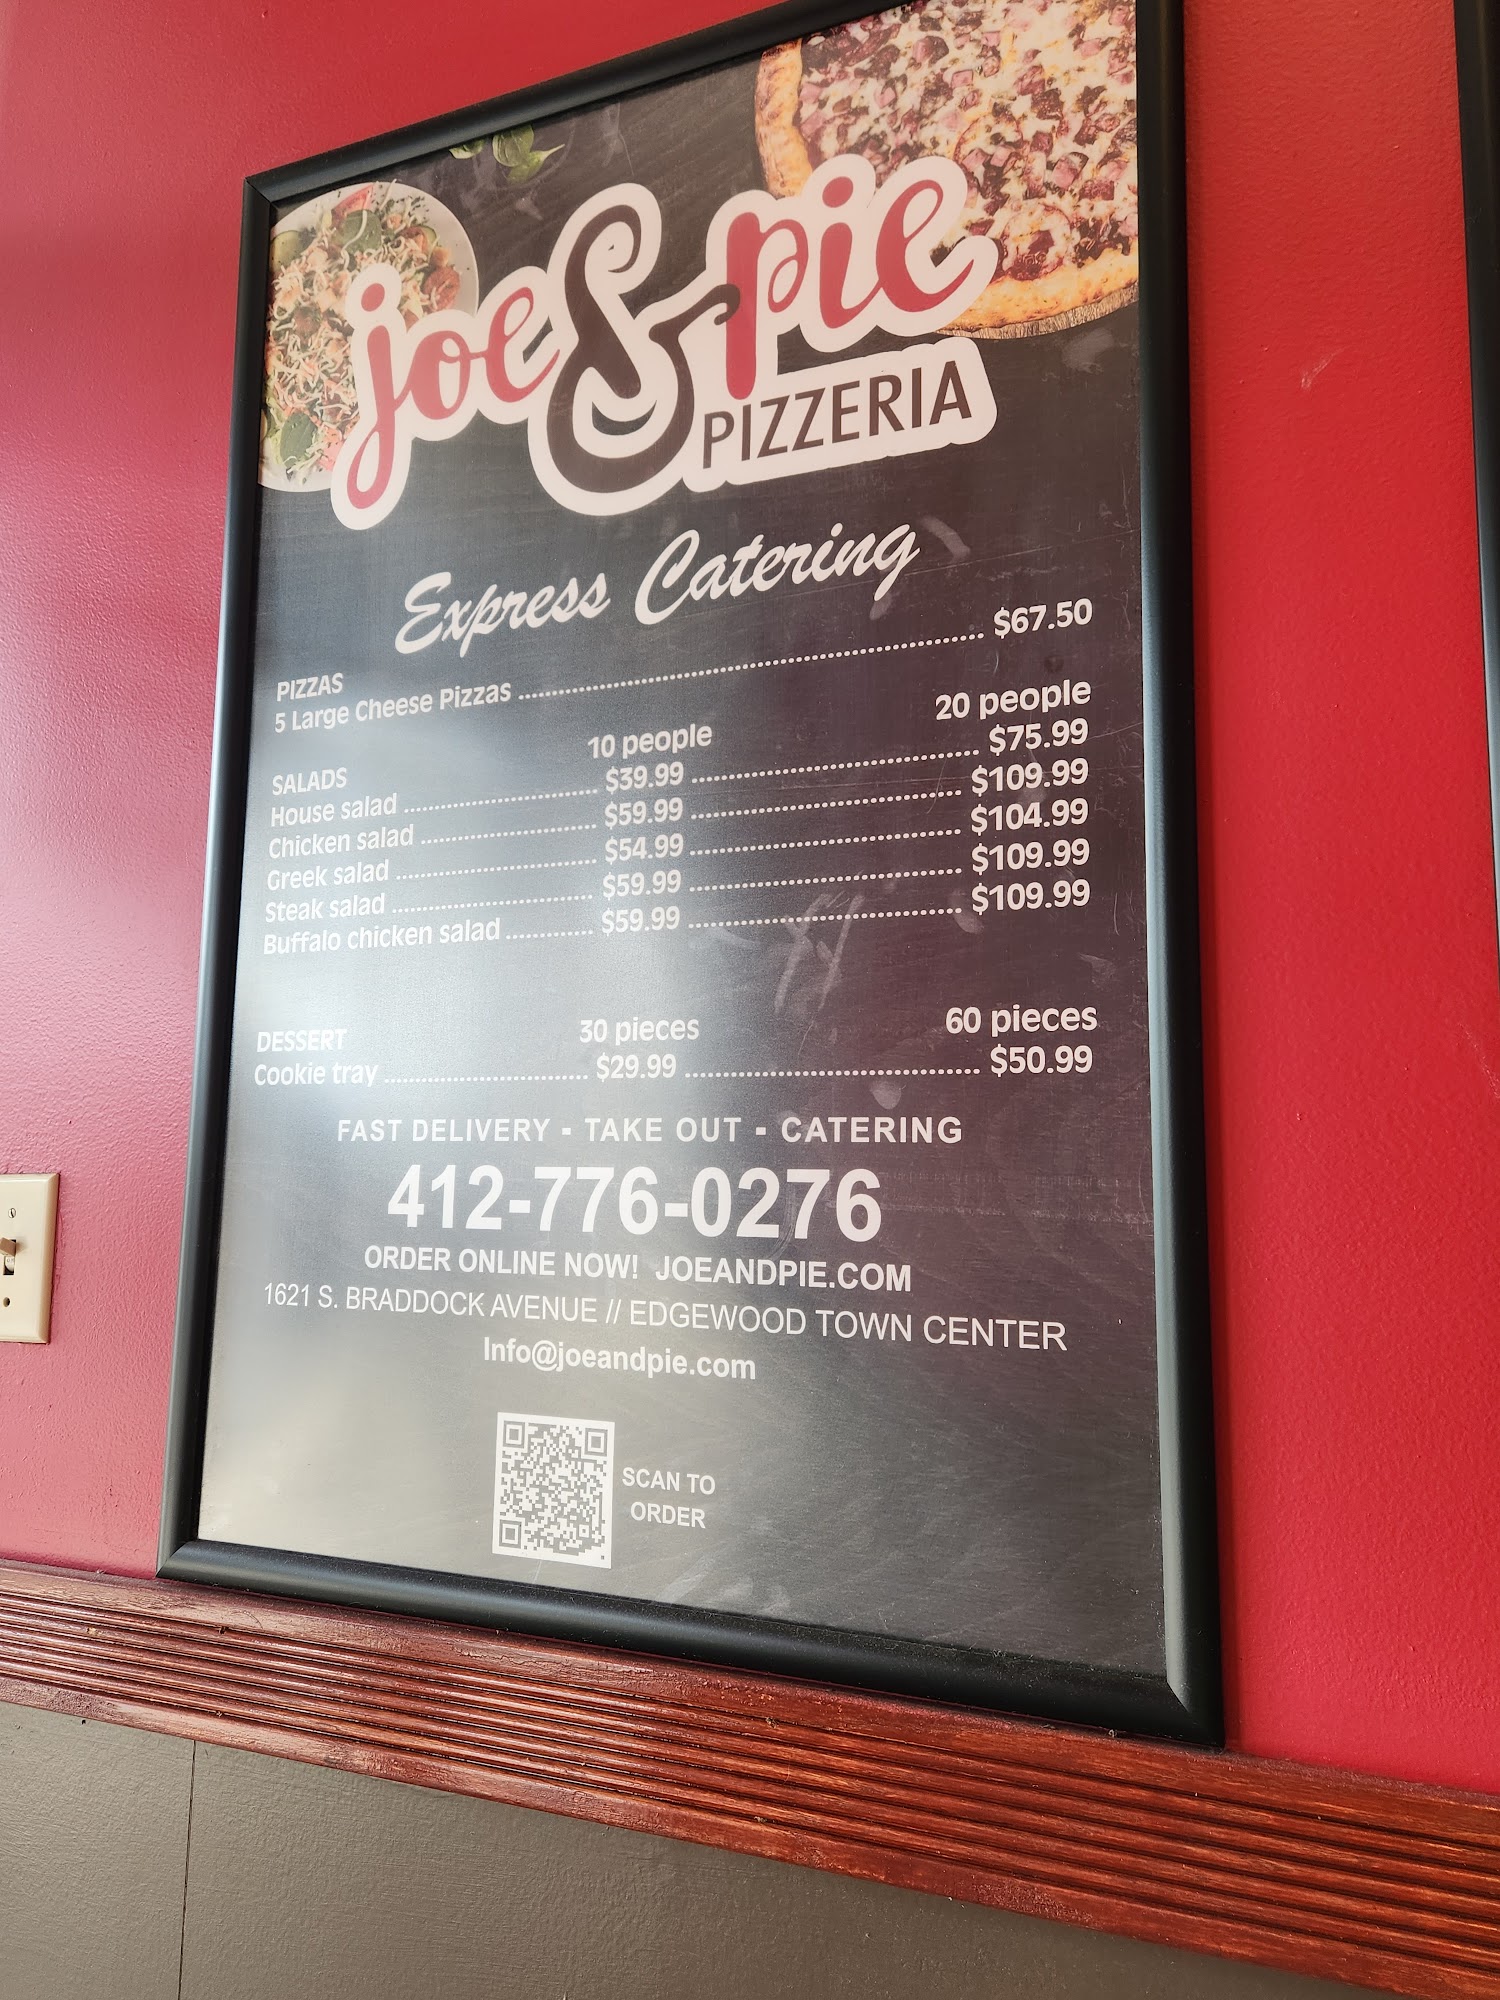 joe & pie
PIZZERIA
Express Catering
PIZZAS
5 Large Cheese Pizzas ........ $67.50
SALADS 10 people 20 people
House salad ........ $39.99 ........ $75.99
Chicken salad ........ $59.99 ........ $109.99
Greek salad ........ $54.99 ........ $104.99
Steak salad ........ $59.99 ........ $109.99
Buffalo chicken salad ........ $59.99 ........ $109.99
DESSERT 30 pieces 60 pieces
Cookie tray ........ $29.99 ........ $50.99
FAST DELIVERY - TAKE OUT - CATERING
412-776-0276
ORDER ONLINE NOW! JOEANDPIE.COM
1621 S. BRADDOCK AVENUE // EDGEWOOD TOWN CENTER
Info@joeandpie.com
SCAN TO
ORDER